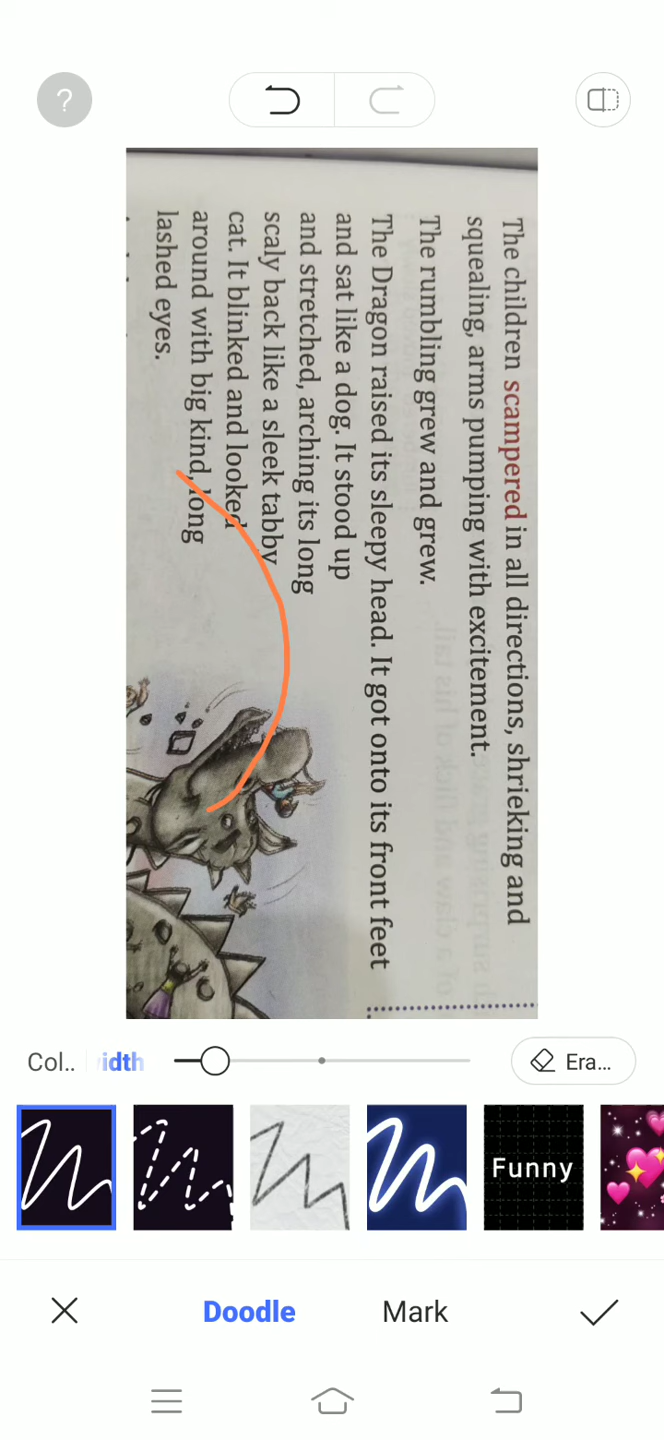 The children scampered in all directions, shrieking and
squealing, arms pumping with excitement.
The rumbling grew and grew.
The Dragon raised its sleepy head. It got onto its front feet
and sat like a dog. It stood up
and stretched, arching its long
scaly back like a sleek tabby
cat. It blinked and looked
around with big kind, long
lashed eyes.
Col.. idth
Era...
Funny
Doodle Mark